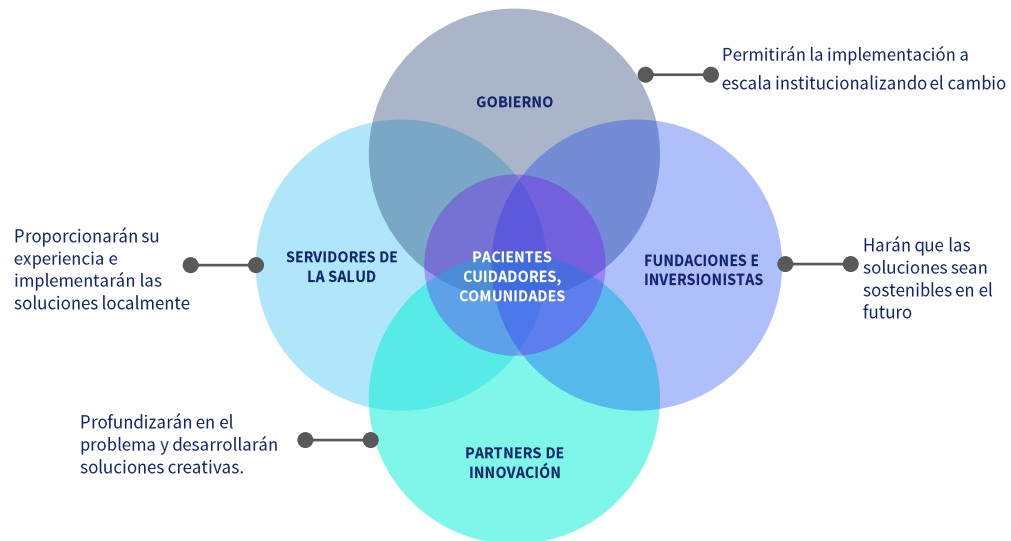 Permitirán la implementación a
escala institucionalizando el cambio
GOBIERNO
Proporcionarán su
experiencia e
implementarán las
soluciones localmente
SERVIDORES DE
LA SALUD
PACIENTES
CUIDADORES,
COMUNIDADES
FUNDACIONES E
INVERSIONISTAS
Harán que las
soluciones sean
sostenibles en el
futuro
Profundizarán en el
problema y desarrollarán
soluciones creativas.
PARTNERS DE
INNOVACIÓN